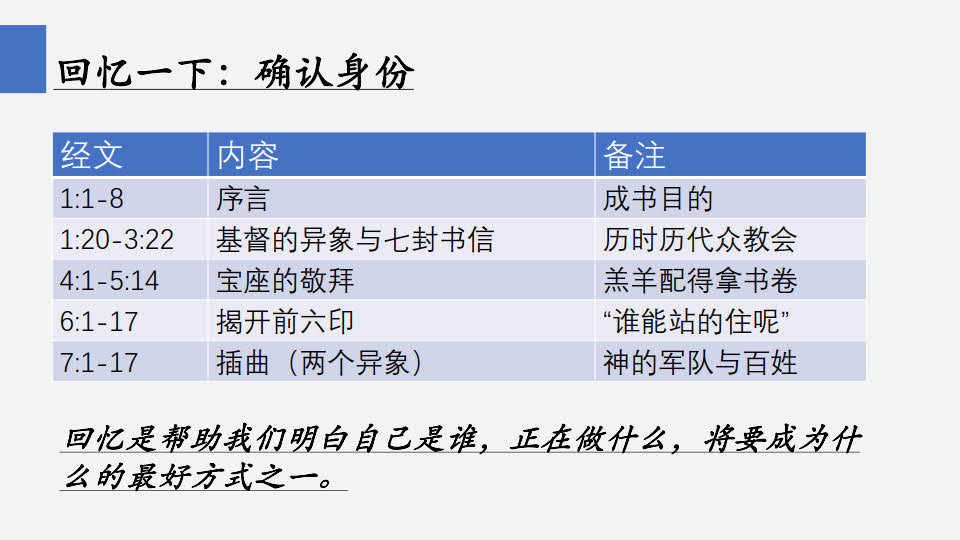 回忆一下：确认身份
经文 内容 备注
1:1-8 序言 成书目的
1:20-3:22 基督的异象与七封书信 历时历代众教会
4:1-5:14 宝座的敬拜 羔羊配得拿书卷
6:1-17 揭开前六印 “谁能站的住呢”
7:1-17 插曲（两个异象） 神的军队与百姓
回忆是帮助我们明白自己是谁，正在做什么，将要成为什
么的最好方式之一。